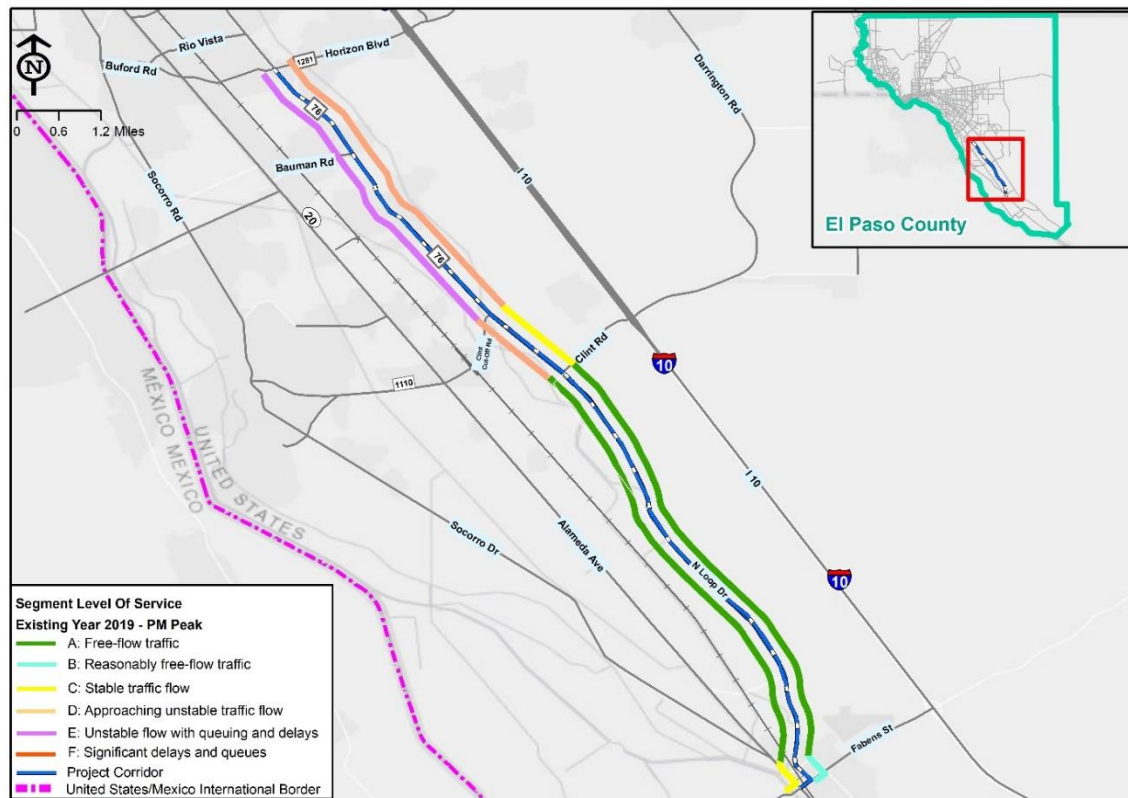 Rio Vista
1281
Horizon Blvd
Buford Rd
N
76
0 0.6 1.2 Miles
Darrington Rd
Bauman Rd
I 10
Socorro Rd
20
El Paso County
76
Clint Rd
Clint
Cut-Off Rd
10
1110
MÉXICO MEXICO
UNITED STATES
I 10
Socorro Dr
Alameda Ave
N Loop Dr
10
Fabens St
Segment Level Of Service
Existing Year 2019 - PM Peak
A: Free-flow traffic
B: Reasonably free-flow traffic
C: Stable traffic flow
D: Approaching unstable traffic flow
E: Unstable flow with queuing and delays
F: Significant delays and queues
Project Corridor
United States/Mexico International Border